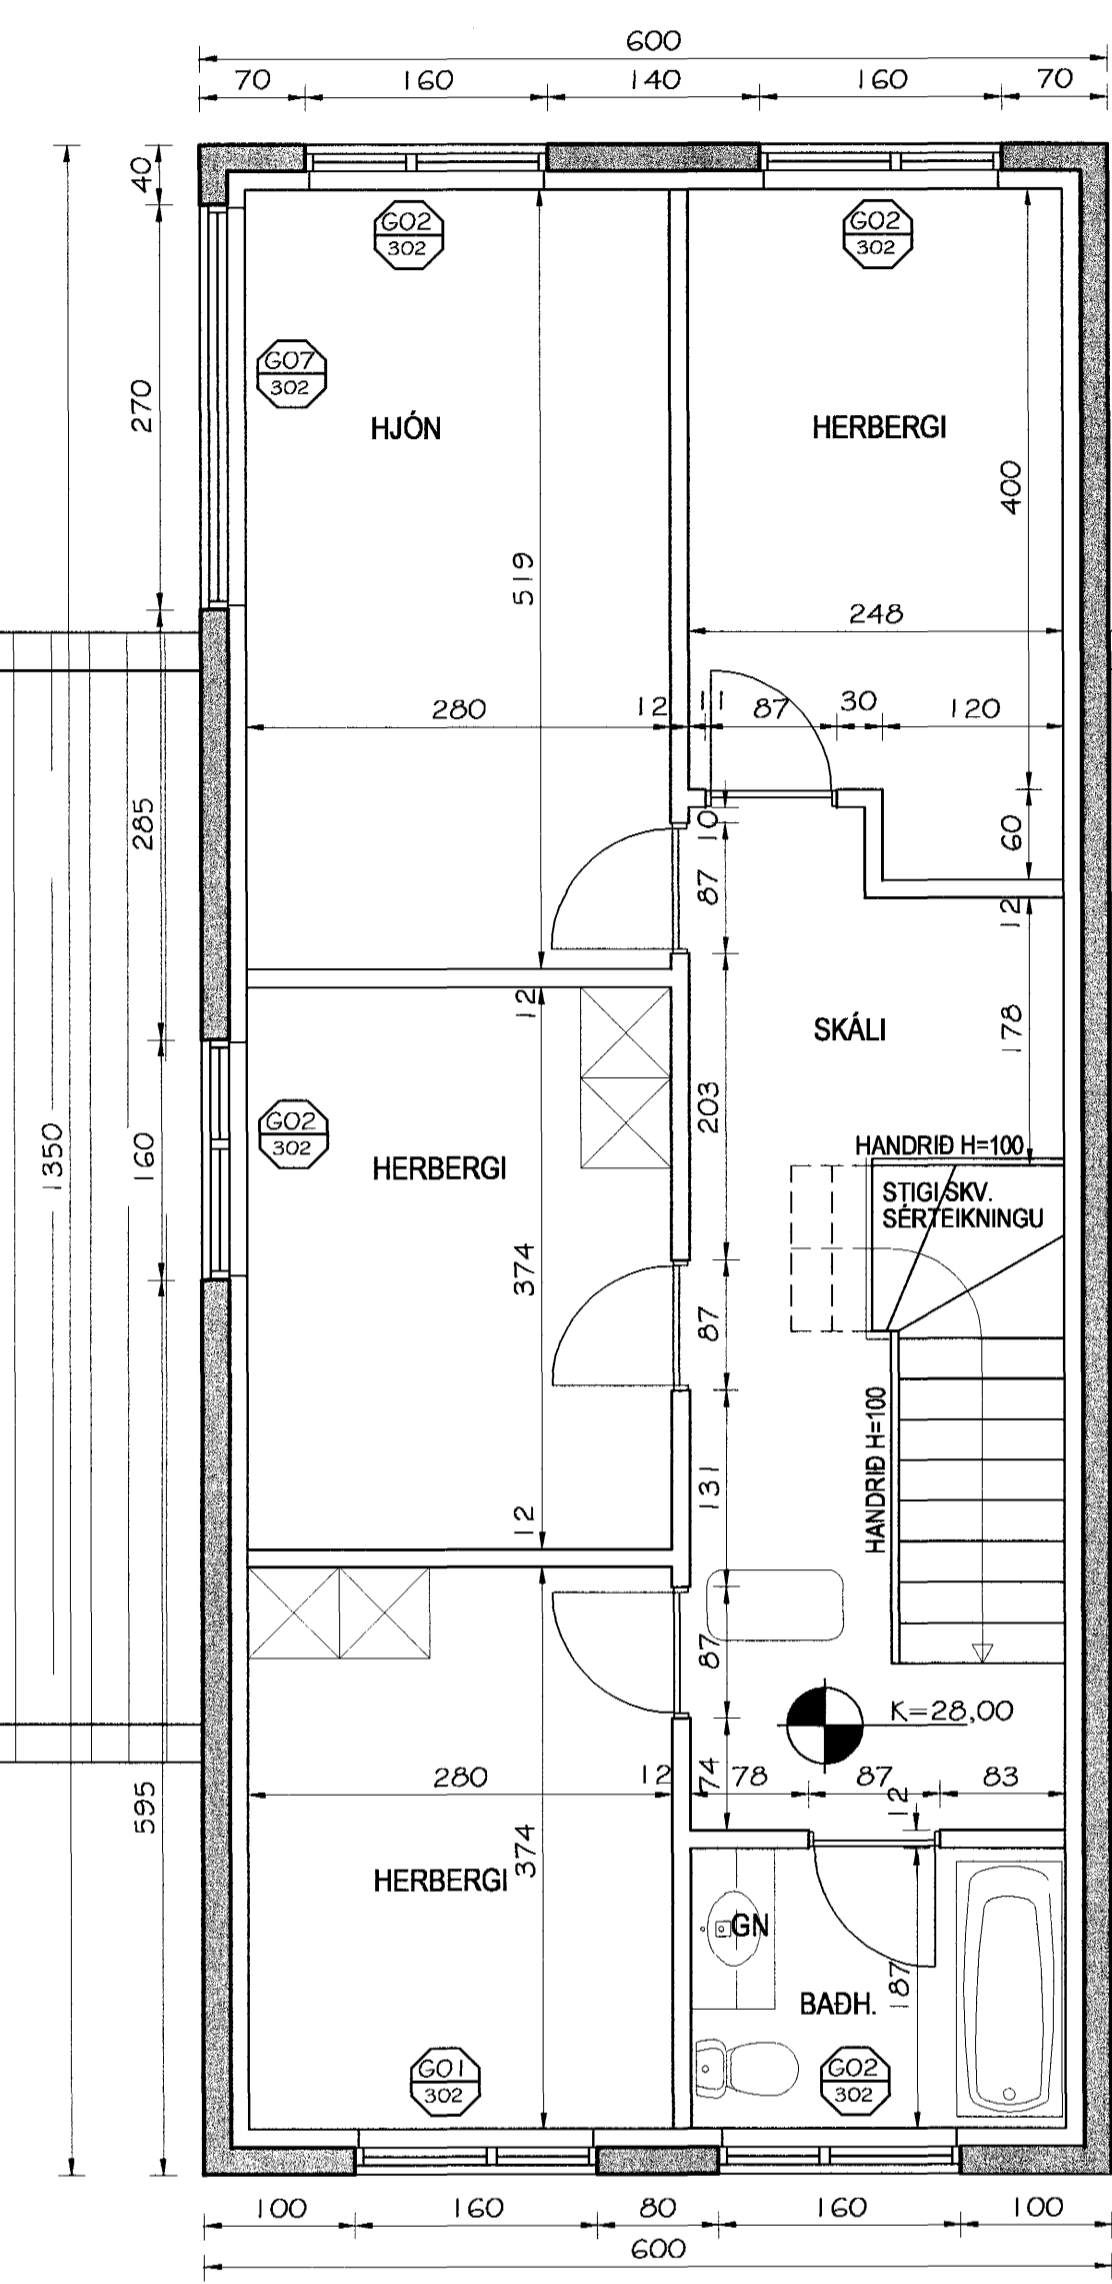 600
70 160 140 160 70
40
G02
302
G02
302
G07
302
270
HJÓN
HERBERGI
400
519
248
280 12 11 87 30 120
285
10
60
87
12
12
178
SKÁLI
203
1350
160
G02
302
HERBERGI
HANDRIÐ H=100
STIGI SKV.
SÉRTEIKNINGU
374
87
HANDRIÐ H=100
131
12
87
K=28,00
74
280 12 78 87 83
12
595
374
HERBERGI
GN
187
BAÐH.
G01
302
G02
302
100 160 80 160 100
600